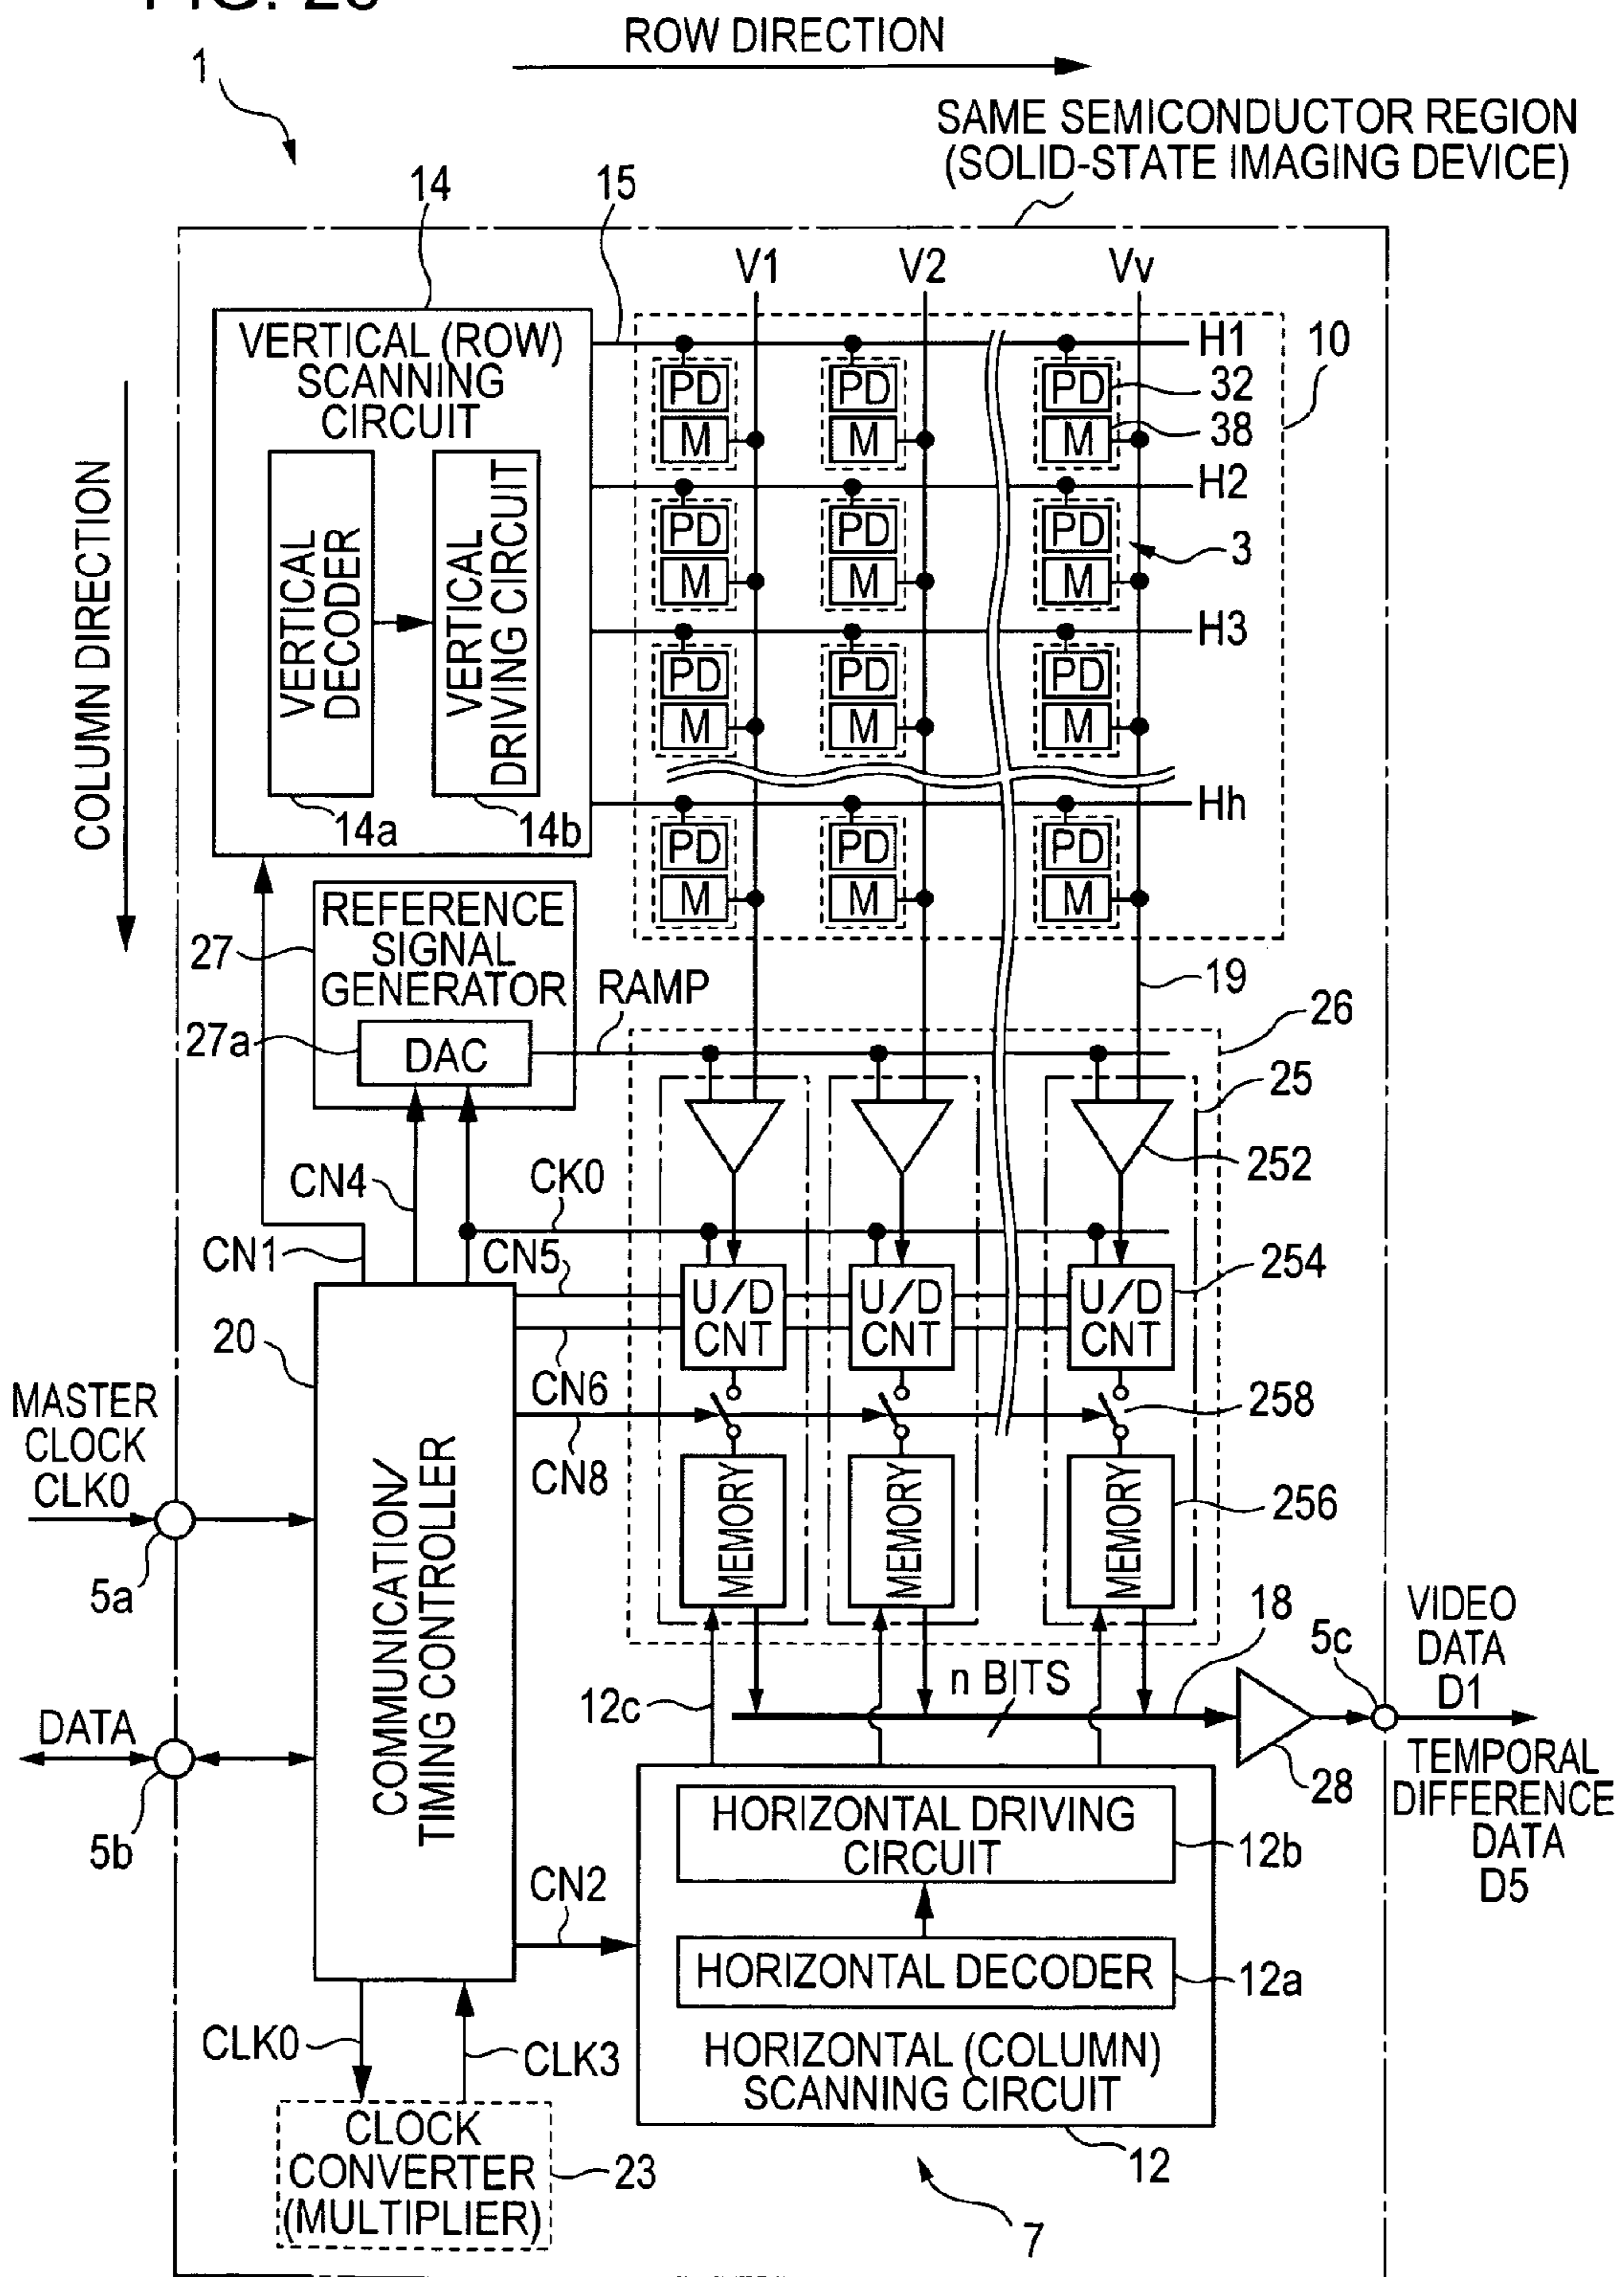 ROW DIRECTION
1
SAME SEMICONDUCTOR REGION
(SOLID-STATE IMAGING DEVICE)
14
15
V1
V2
Vv
VERTICAL (ROW)
SCANNING
CIRCUIT
VERTICAL
DECODER
VERTICAL
DRIVING CIRCUIT
14a
14b
COLUMN DIRECTION
H1
10
PD
PD
PD
32
M
M
M
38
H2
PD
PD
PD
3
M
M
M
H3
PD
PD
PD
M
M
M
Hh
PD
PD
PD
M
M
M
REFERENCE
SIGNAL
GENERATOR
27
27a
DAC
RAMP
19
26
25
252
CN4
CK0
CN1
CN5
U/D
CNT
U/D
CNT
U/D
CNT
254
20
CN6
258
CN8
MASTER
CLOCK
CLK0
5a
COMMUNICATION/
TIMING CONTROLLER
MEMORY
MEMORY
MEMORY
256
18
5c
VIDEO
DATA
D1
n BITS
12c
DATA
5b
28
TEMPORAL
DIFFERENCE
DATA
D5
HORIZONTAL DRIVING
CIRCUIT
12b
CN2
HORIZONTAL DECODER
12a
HORIZONTAL (COLUMN)
SCANNING CIRCUIT
12
CLK0
CLK3
CLOCK
CONVERTER
(MULTIPLIER)
23
7